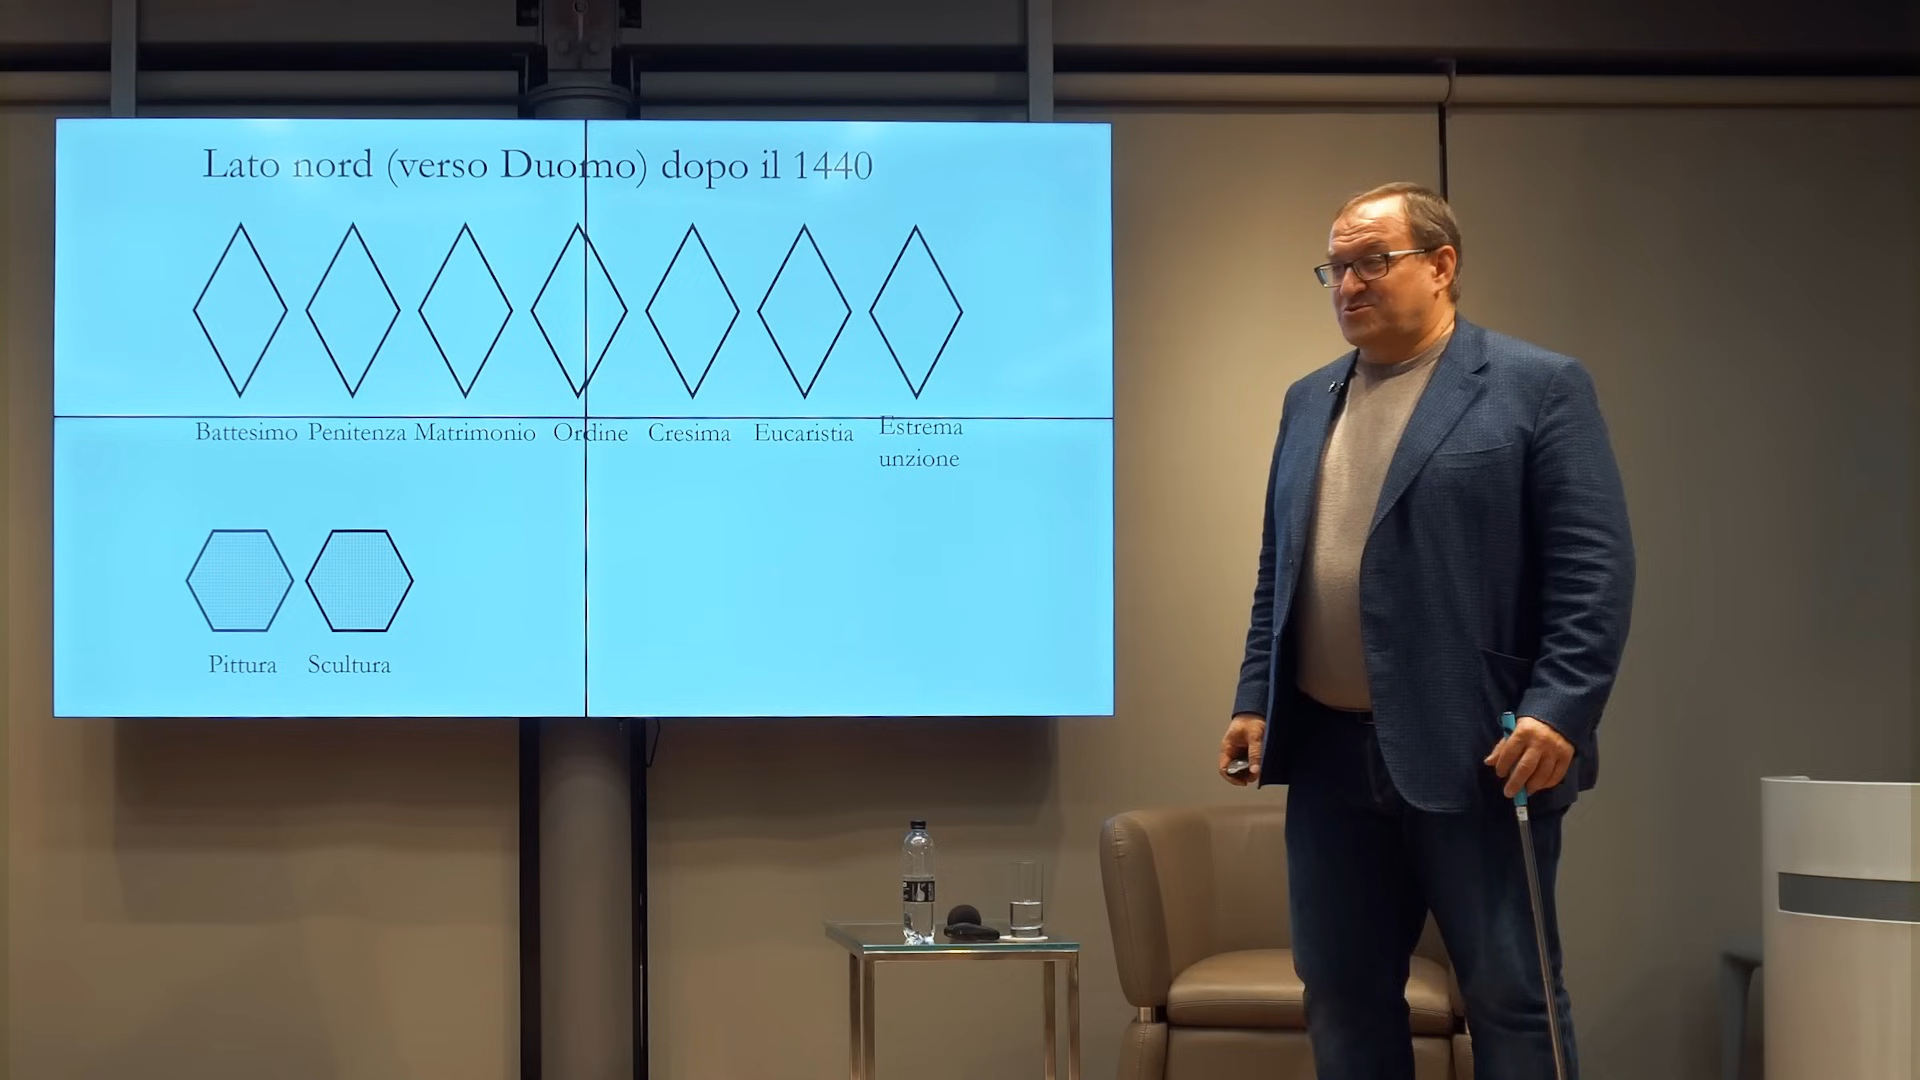 Lato nord (verso Duomo) dopo il 1440
Battesimo Penitenza Matrimonio Ordine Cresima Eucaristia Estrema
unzione
Pittura Scultura